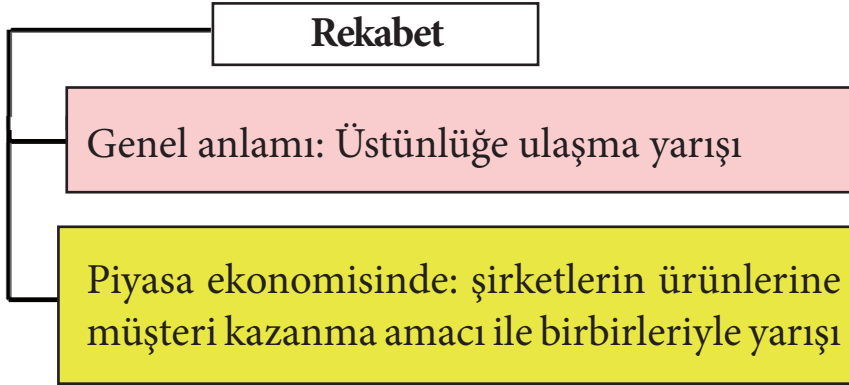 Rekabet
Genel anlamı: Üstünlüğe ulaşma yarışı
Piyasa ekonomisinde: şirketlerin ürünlerine
müşteri kazanma amacı ile birbirleriyle yarışı